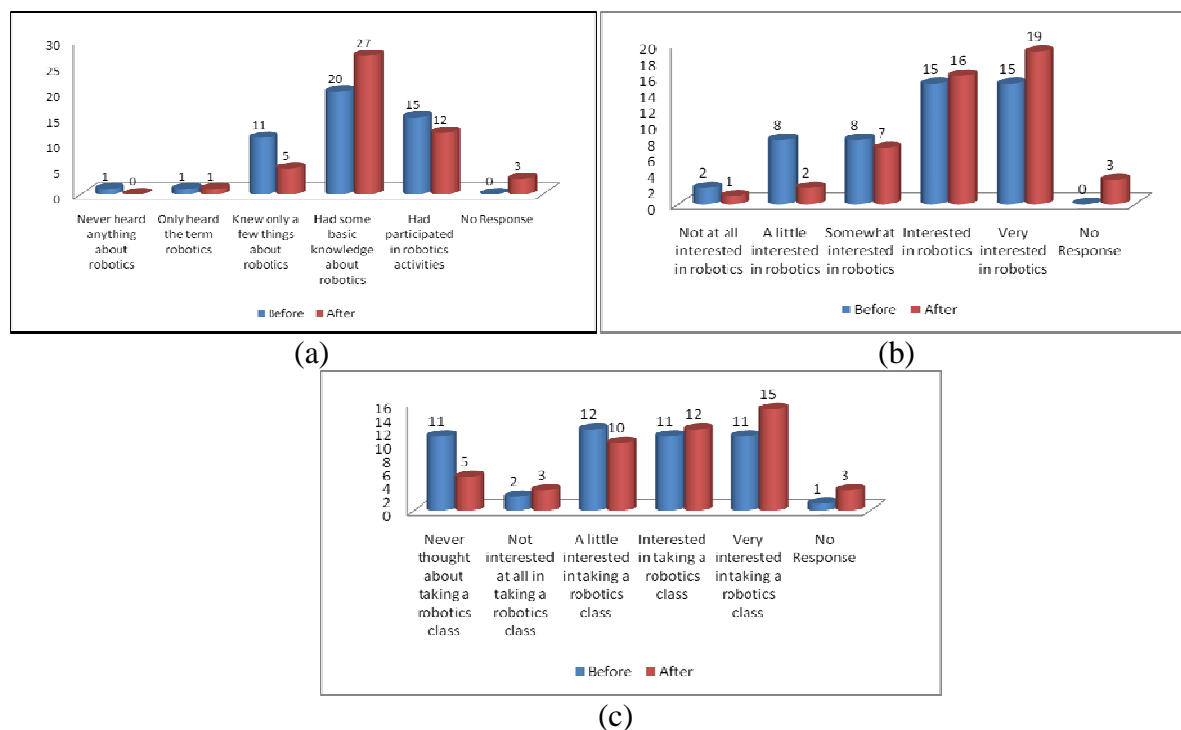 30
25
20
15
10
5
0
1
0
1
1
11
5
20
27
15
12
0
3
Never heard
anything
about
robotics
Only heard
the term
robotics
Knew only a
few things
about
robotics
Had some
basic
knowledge
about
robotics
Had
participated
in robotics
activities
No Response
Before
After
(a)
20
18
16
14
12
10
8
6
4
2
0
2
1
8
2
8
7
15
16
15
19
0
3
Not at all
interested
in robotics
A little
interested
in robotics
Somewhat
interested
in robotics
Interested
in robotics
Very
interested
in robotics
No
Response
Before
After
(b)
16
14
12
10
8
6
4
2
0
11
5
2
3
12
10
11
12
11
15
1
3
Never
thought
about
taking a
robotics
class
Not
interested
at all in
taking a
robotics
class
A little
interested
in taking a
robotics
class
Interested
in taking a
robotics
class
Very
interested
in taking a
robotics
class
No
Response
Before
After
(c)